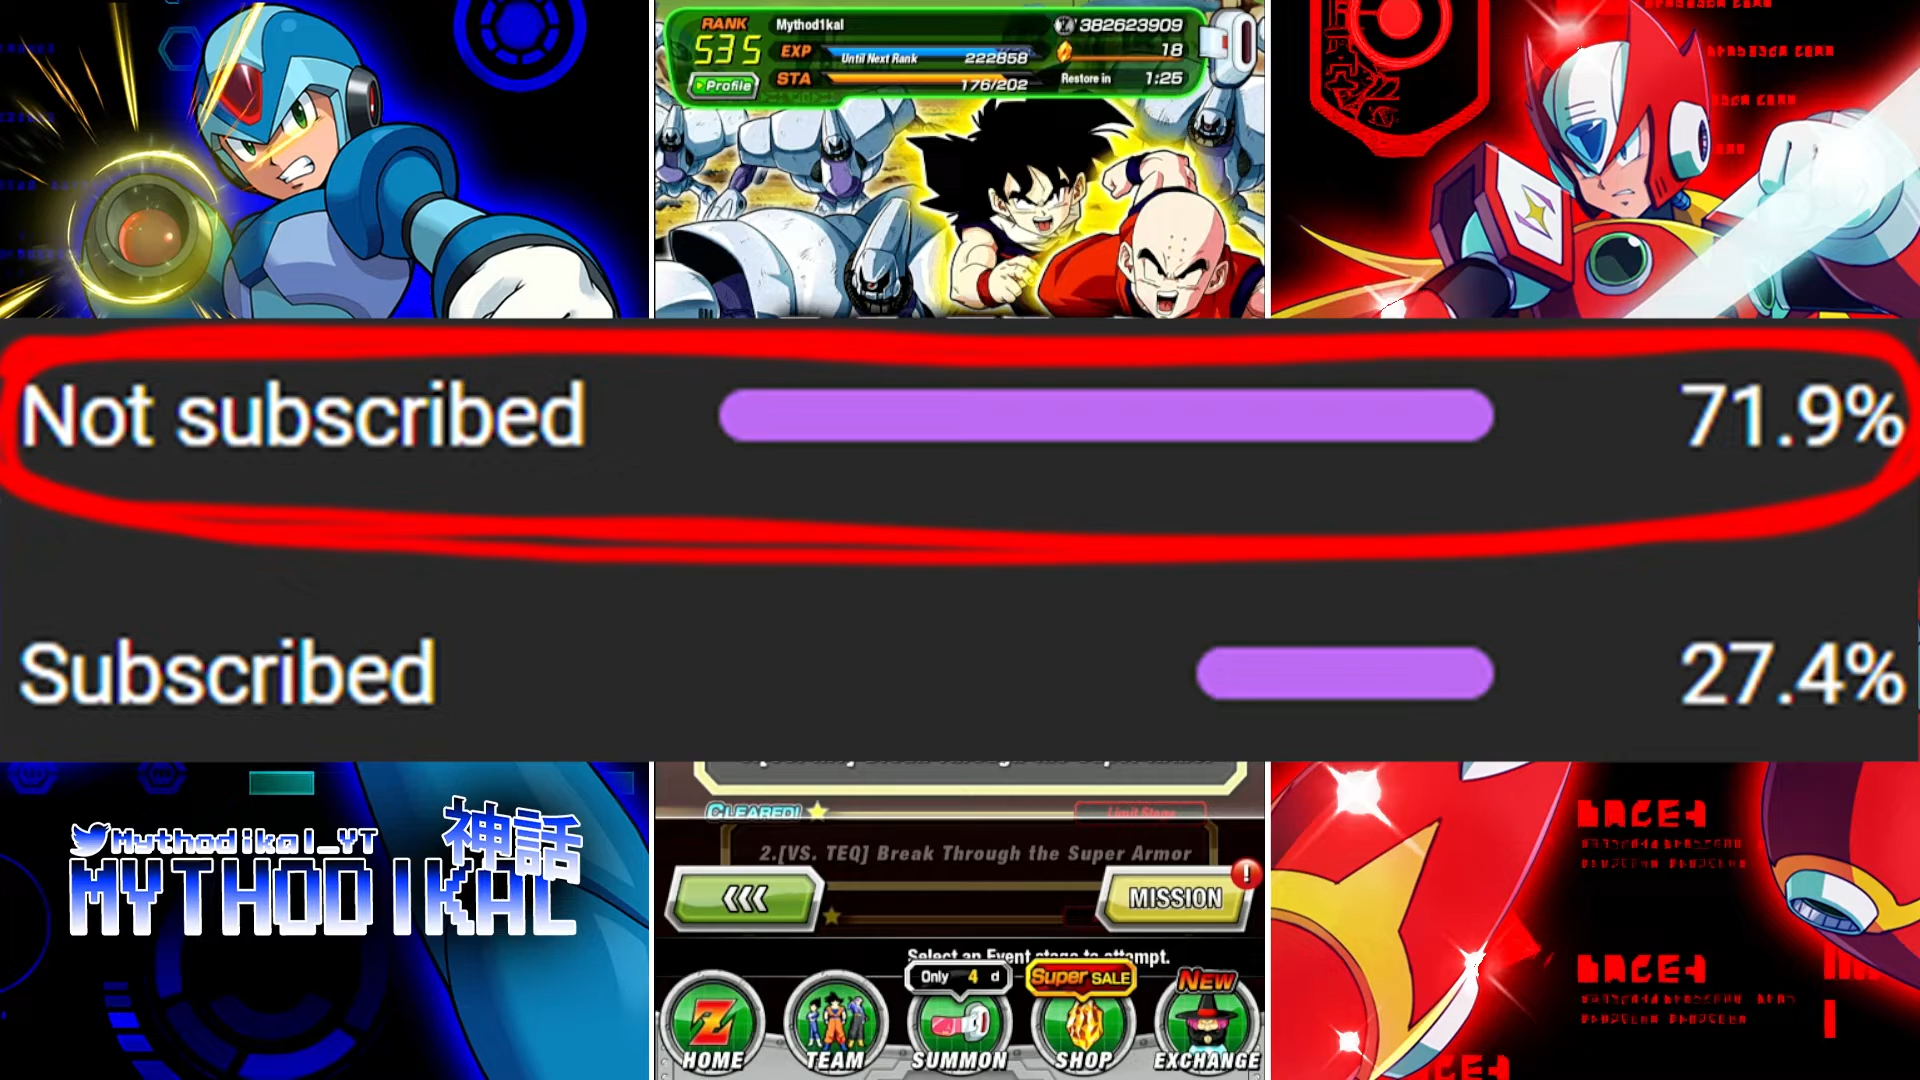 RANK
535
Mythod1kal
382623909
EXP
Until Next Rank
222858
18
STA
176/202
Restore in
1:25
Profile
Not subscribed
71.9%
Subscribed
27.4%
Mythodikal_YT
神話
MYTHODIKAL
CLEARED!
Limit Stage
2.[VS. TEQ] Break Through the Super Armor
MISSION
!
Select an Event stage to attempt.
Only 4 d
Super SALE
NEW
HOME
TEAM
SUMMON
SHOP
EXCHANGE